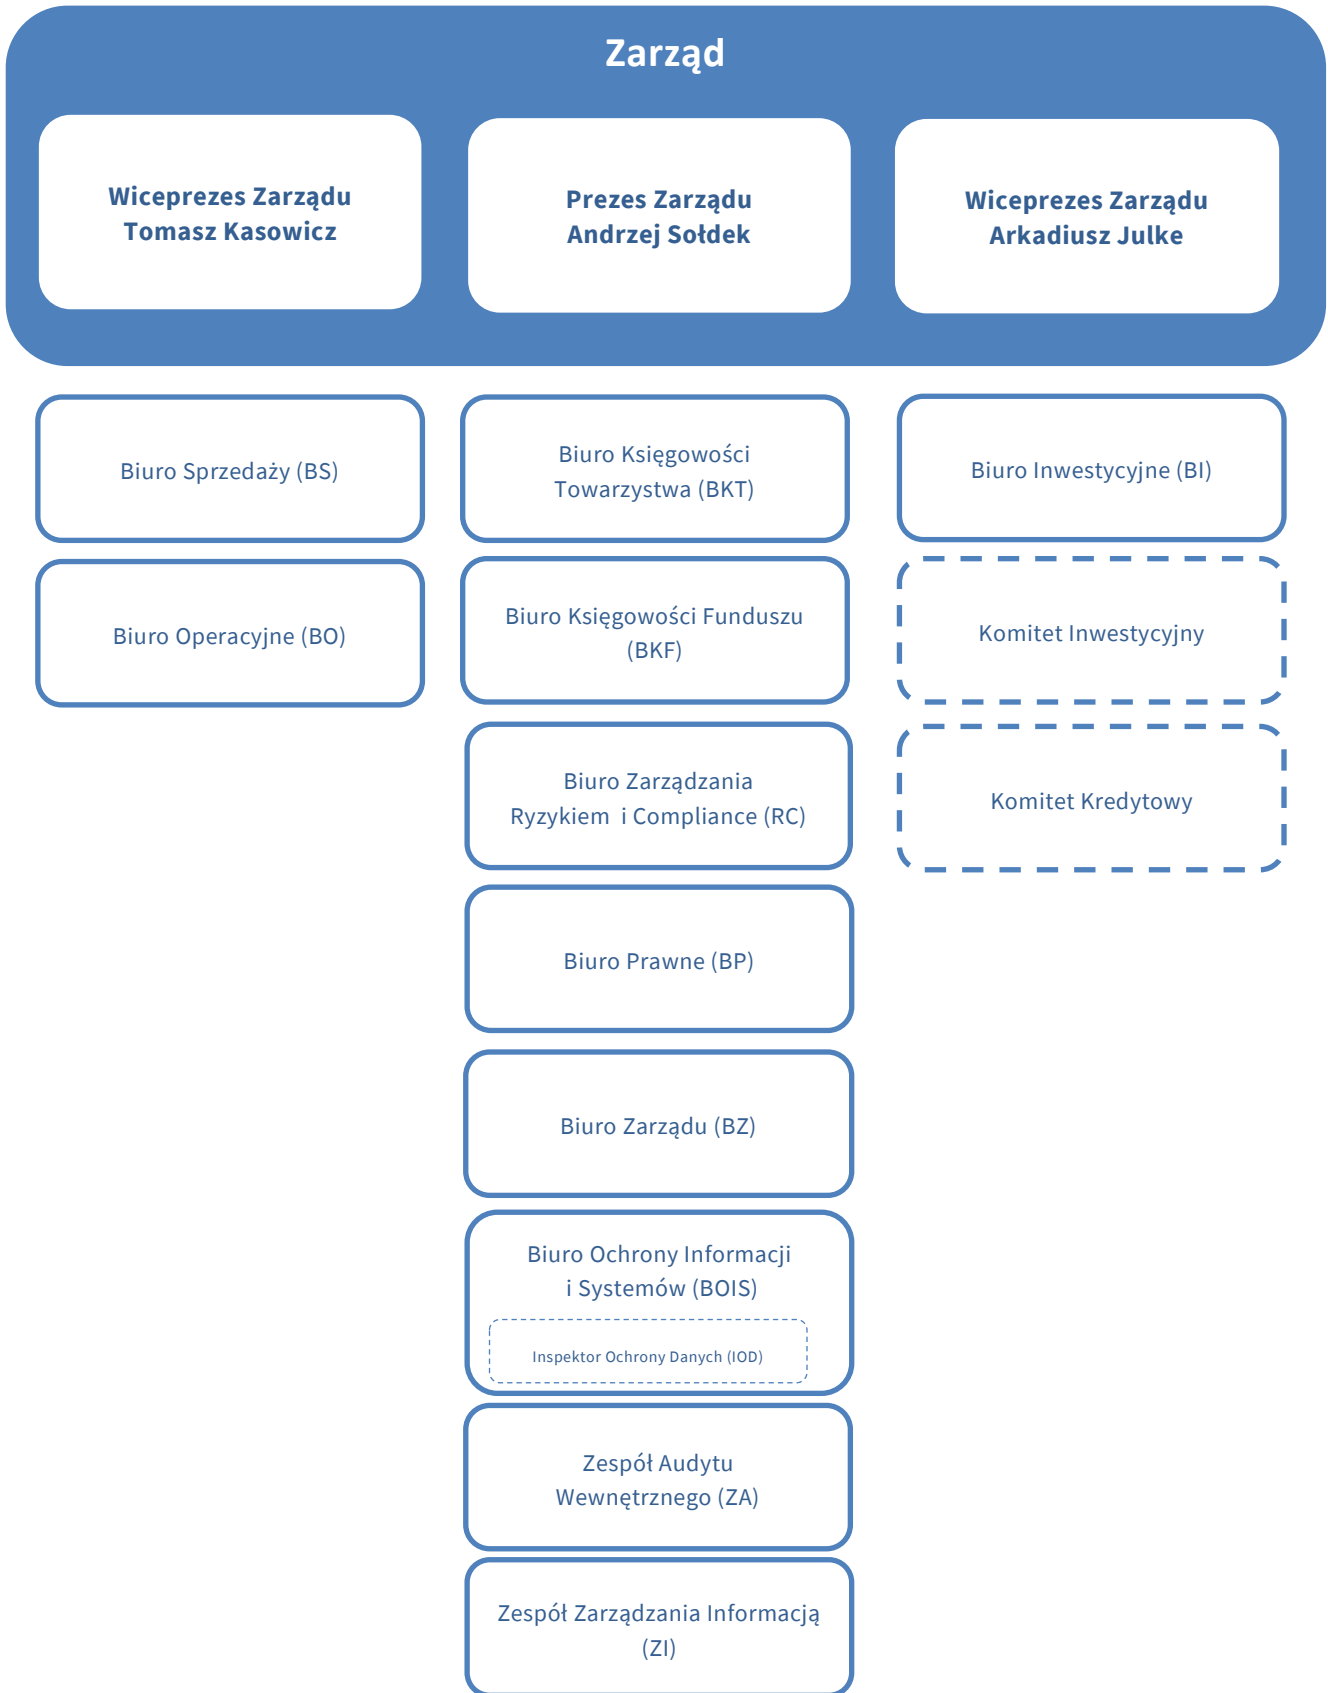 Zarząd
Wiceprezes Zarządu
Tomasz Kasowicz
Prezes Zarządu
Andrzej Sołdek
Wiceprezes Zarządu
Arkadiusz Julke
Biuro Sprzedaży (BS)
Biuro Operacyjne (BO)
Biuro Księgowości
Towarzystwa (BKT)
Biuro Księgowości Funduszu
(BKF)
Biuro Zarządzania
Ryzykiem i Compliance (RC)
Biuro Prawne (BP)
Biuro Zarządu (BZ)
Biuro Ochrony Informacji
i Systemów (BOIS)
Inspektor Ochrony Danych (IOD)
Zespół Audytu
Wewnętrznego (ZA)
Zespół Zarządzania Informacją
(ZI)
Biuro Inwestycyjne (BI)
Komitet Inwestycyjny
Komitet Kredytowy